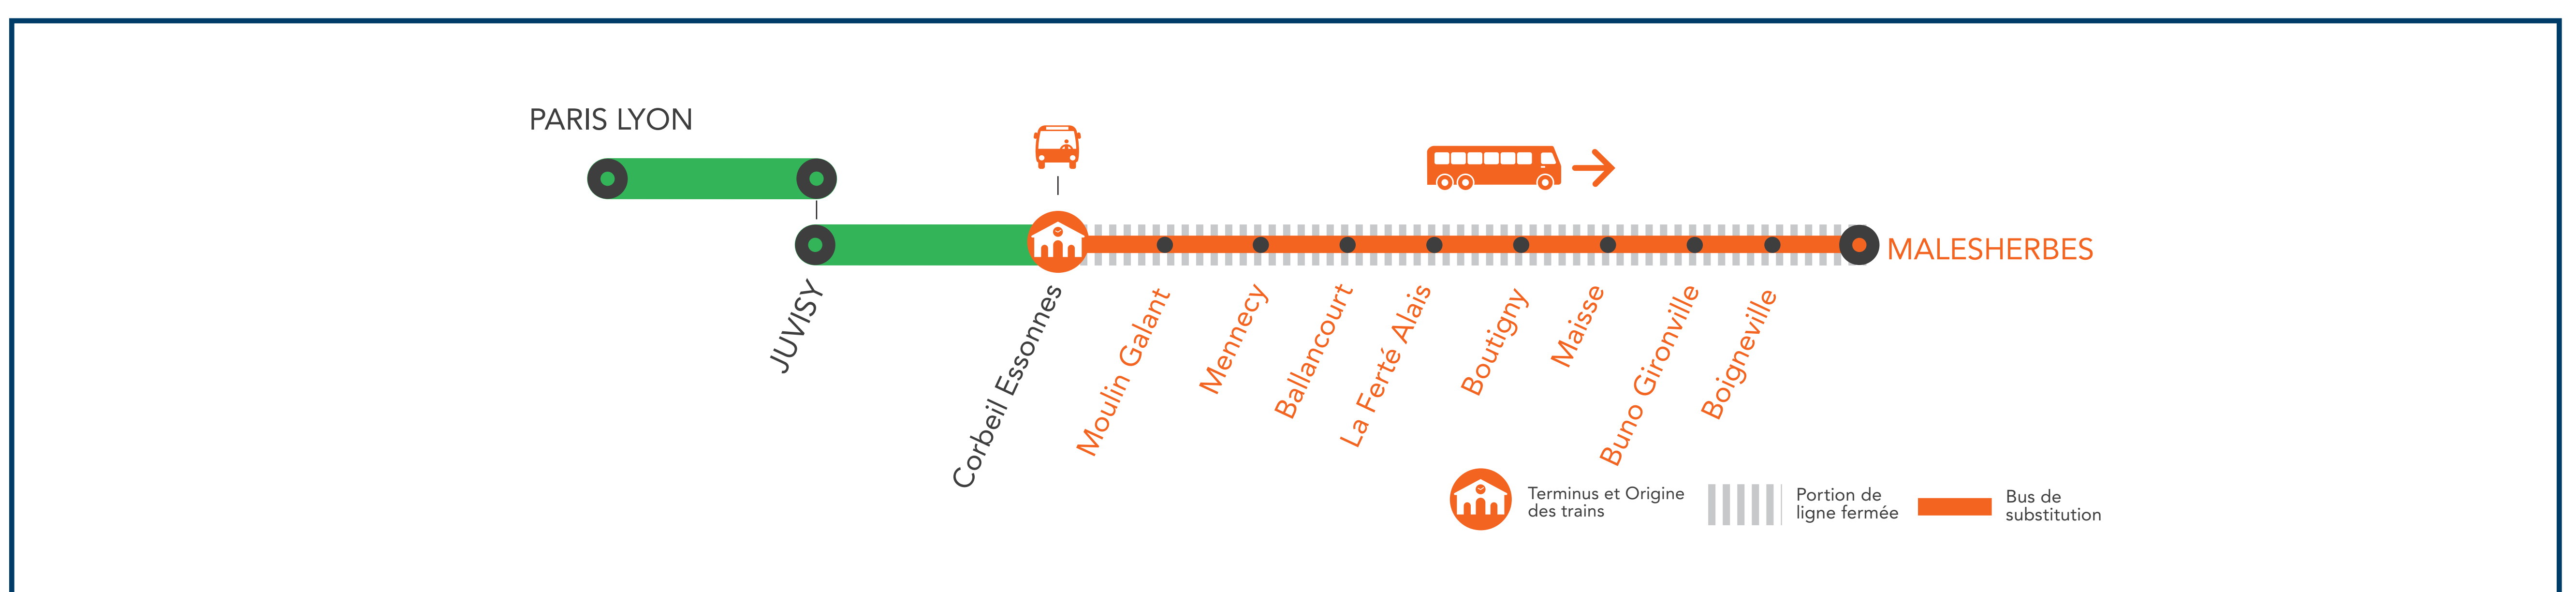 PARIS LYON
MALESHERBES
JUVISY
Corbeil Essonnes
Moulin Galant
Mennecy
Ballancourt
La Ferté Alais
Boutigny
Maisse
Buno Gironville
Boigneville
Terminus et Origine
des trains
Portion de
ligne fermée
Bus de
substitution